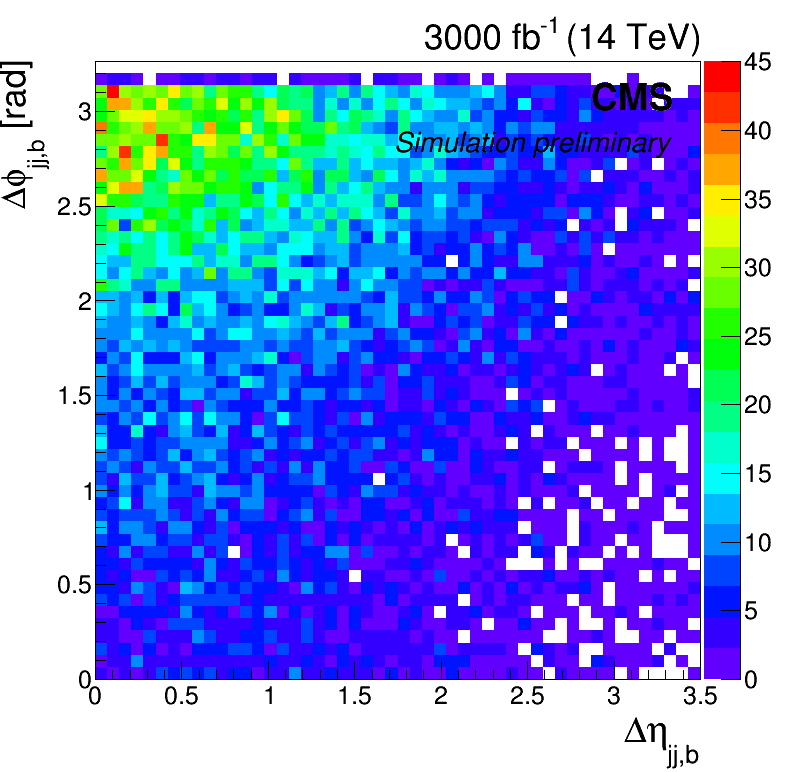 3000 fb-1 (14 TeV)
CMS
Simulation preliminary
Δϕjj,b [rad]
3
2.5
2
1.5
1
0.5
0
0 0.5 1 1.5 2 2.5 3 3.5
Δηjj,b
45
40
35
30
25
20
15
10
5
0